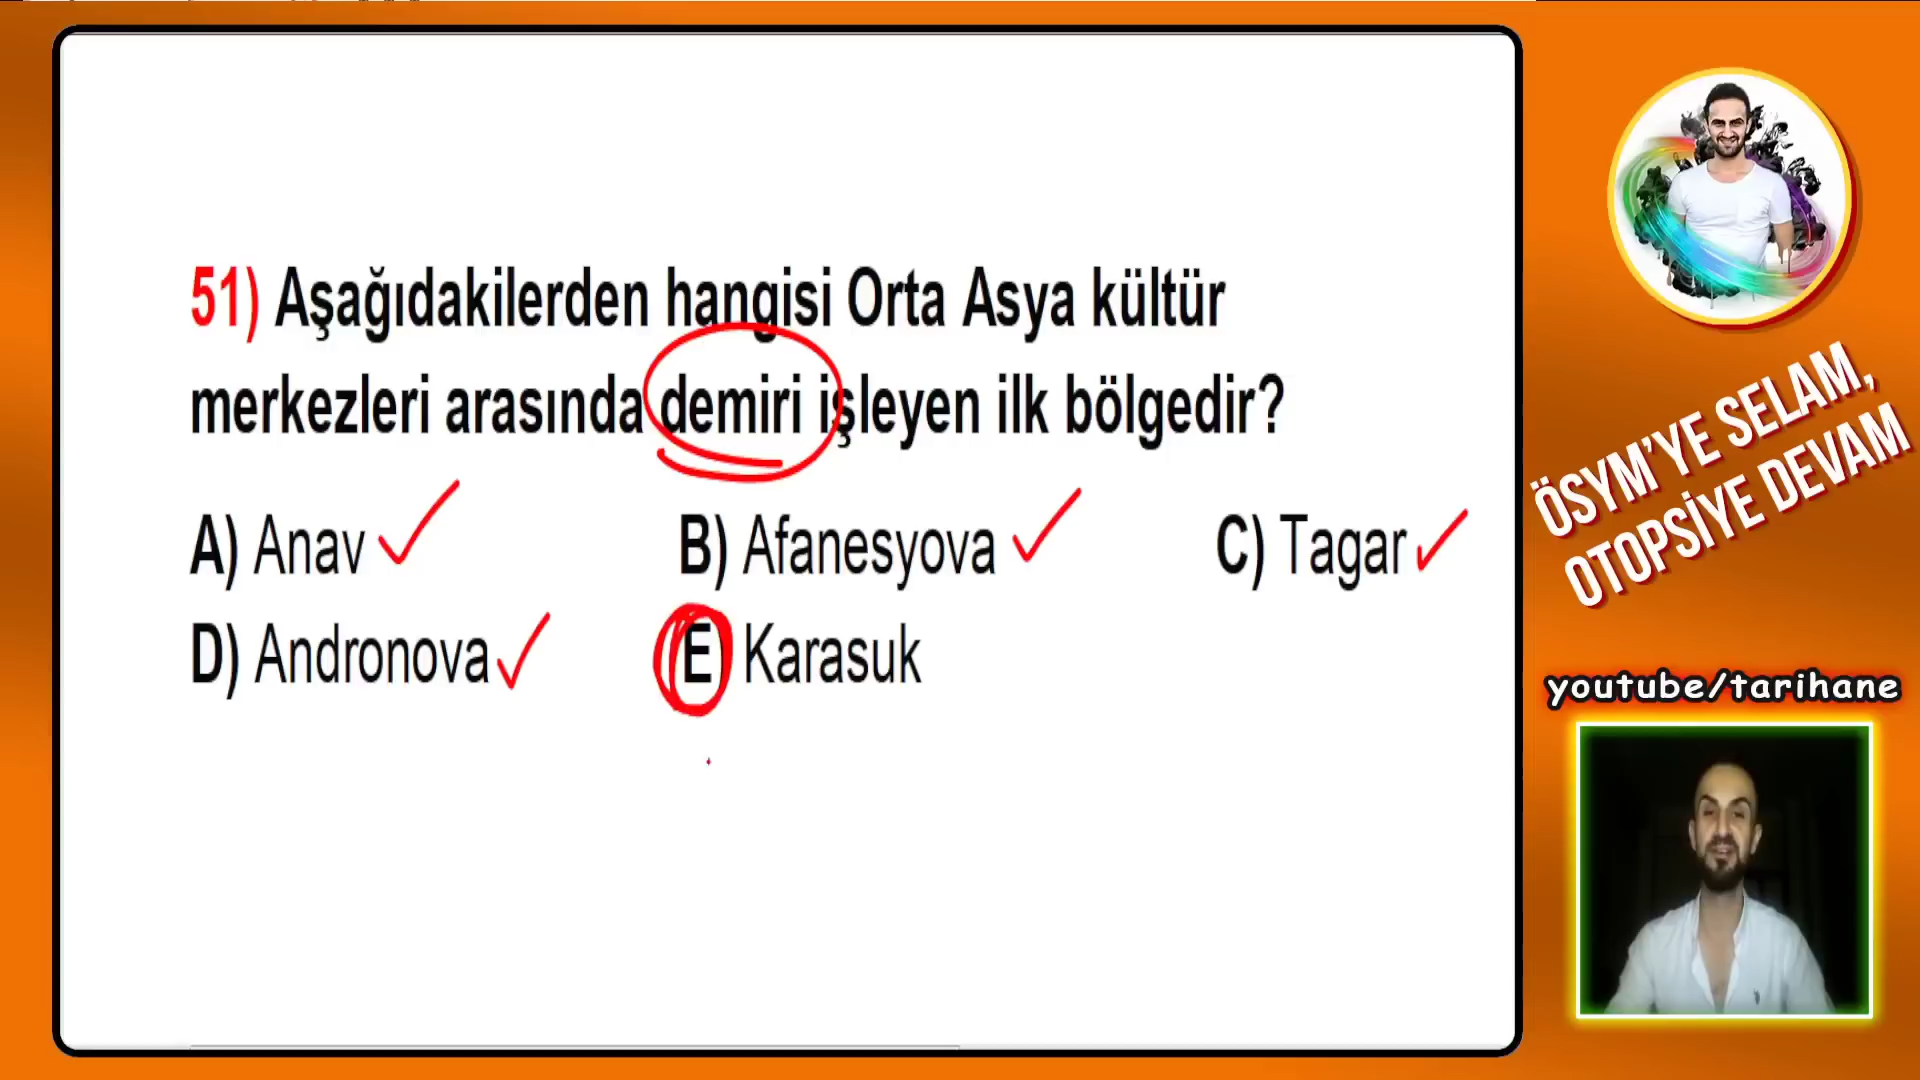 51) Aşağıdakilerden hangisi Orta Asya kültür
merkezleri arasında demiri işleyen ilk bölgedir?
A) Anav B) Afanesyova C) Tagar
D) Andronova E) Karasuk
ÖSYM'YE SELAM,
OTOPSİYE DEVAM
youtube/tarihane